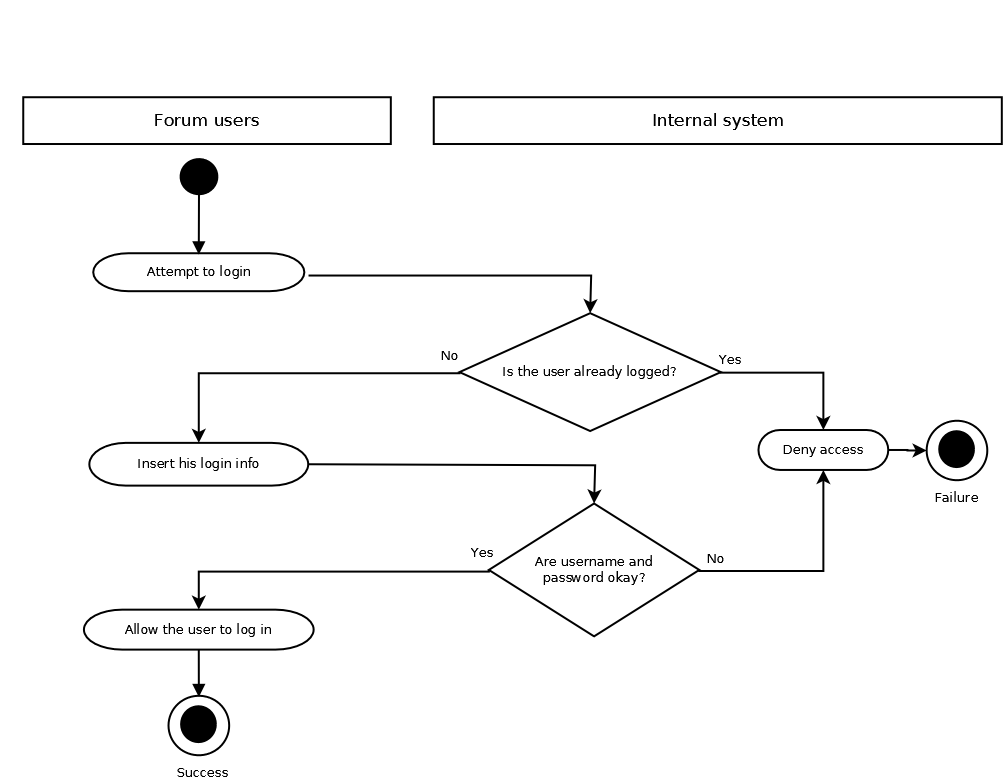 Forum users
Internal system
Attempt to login
Is the user already logged?
No
Yes
Insert his login info
Deny access
Failure
Are username and
password okay?
Yes
No
Allow the user to log in
Success